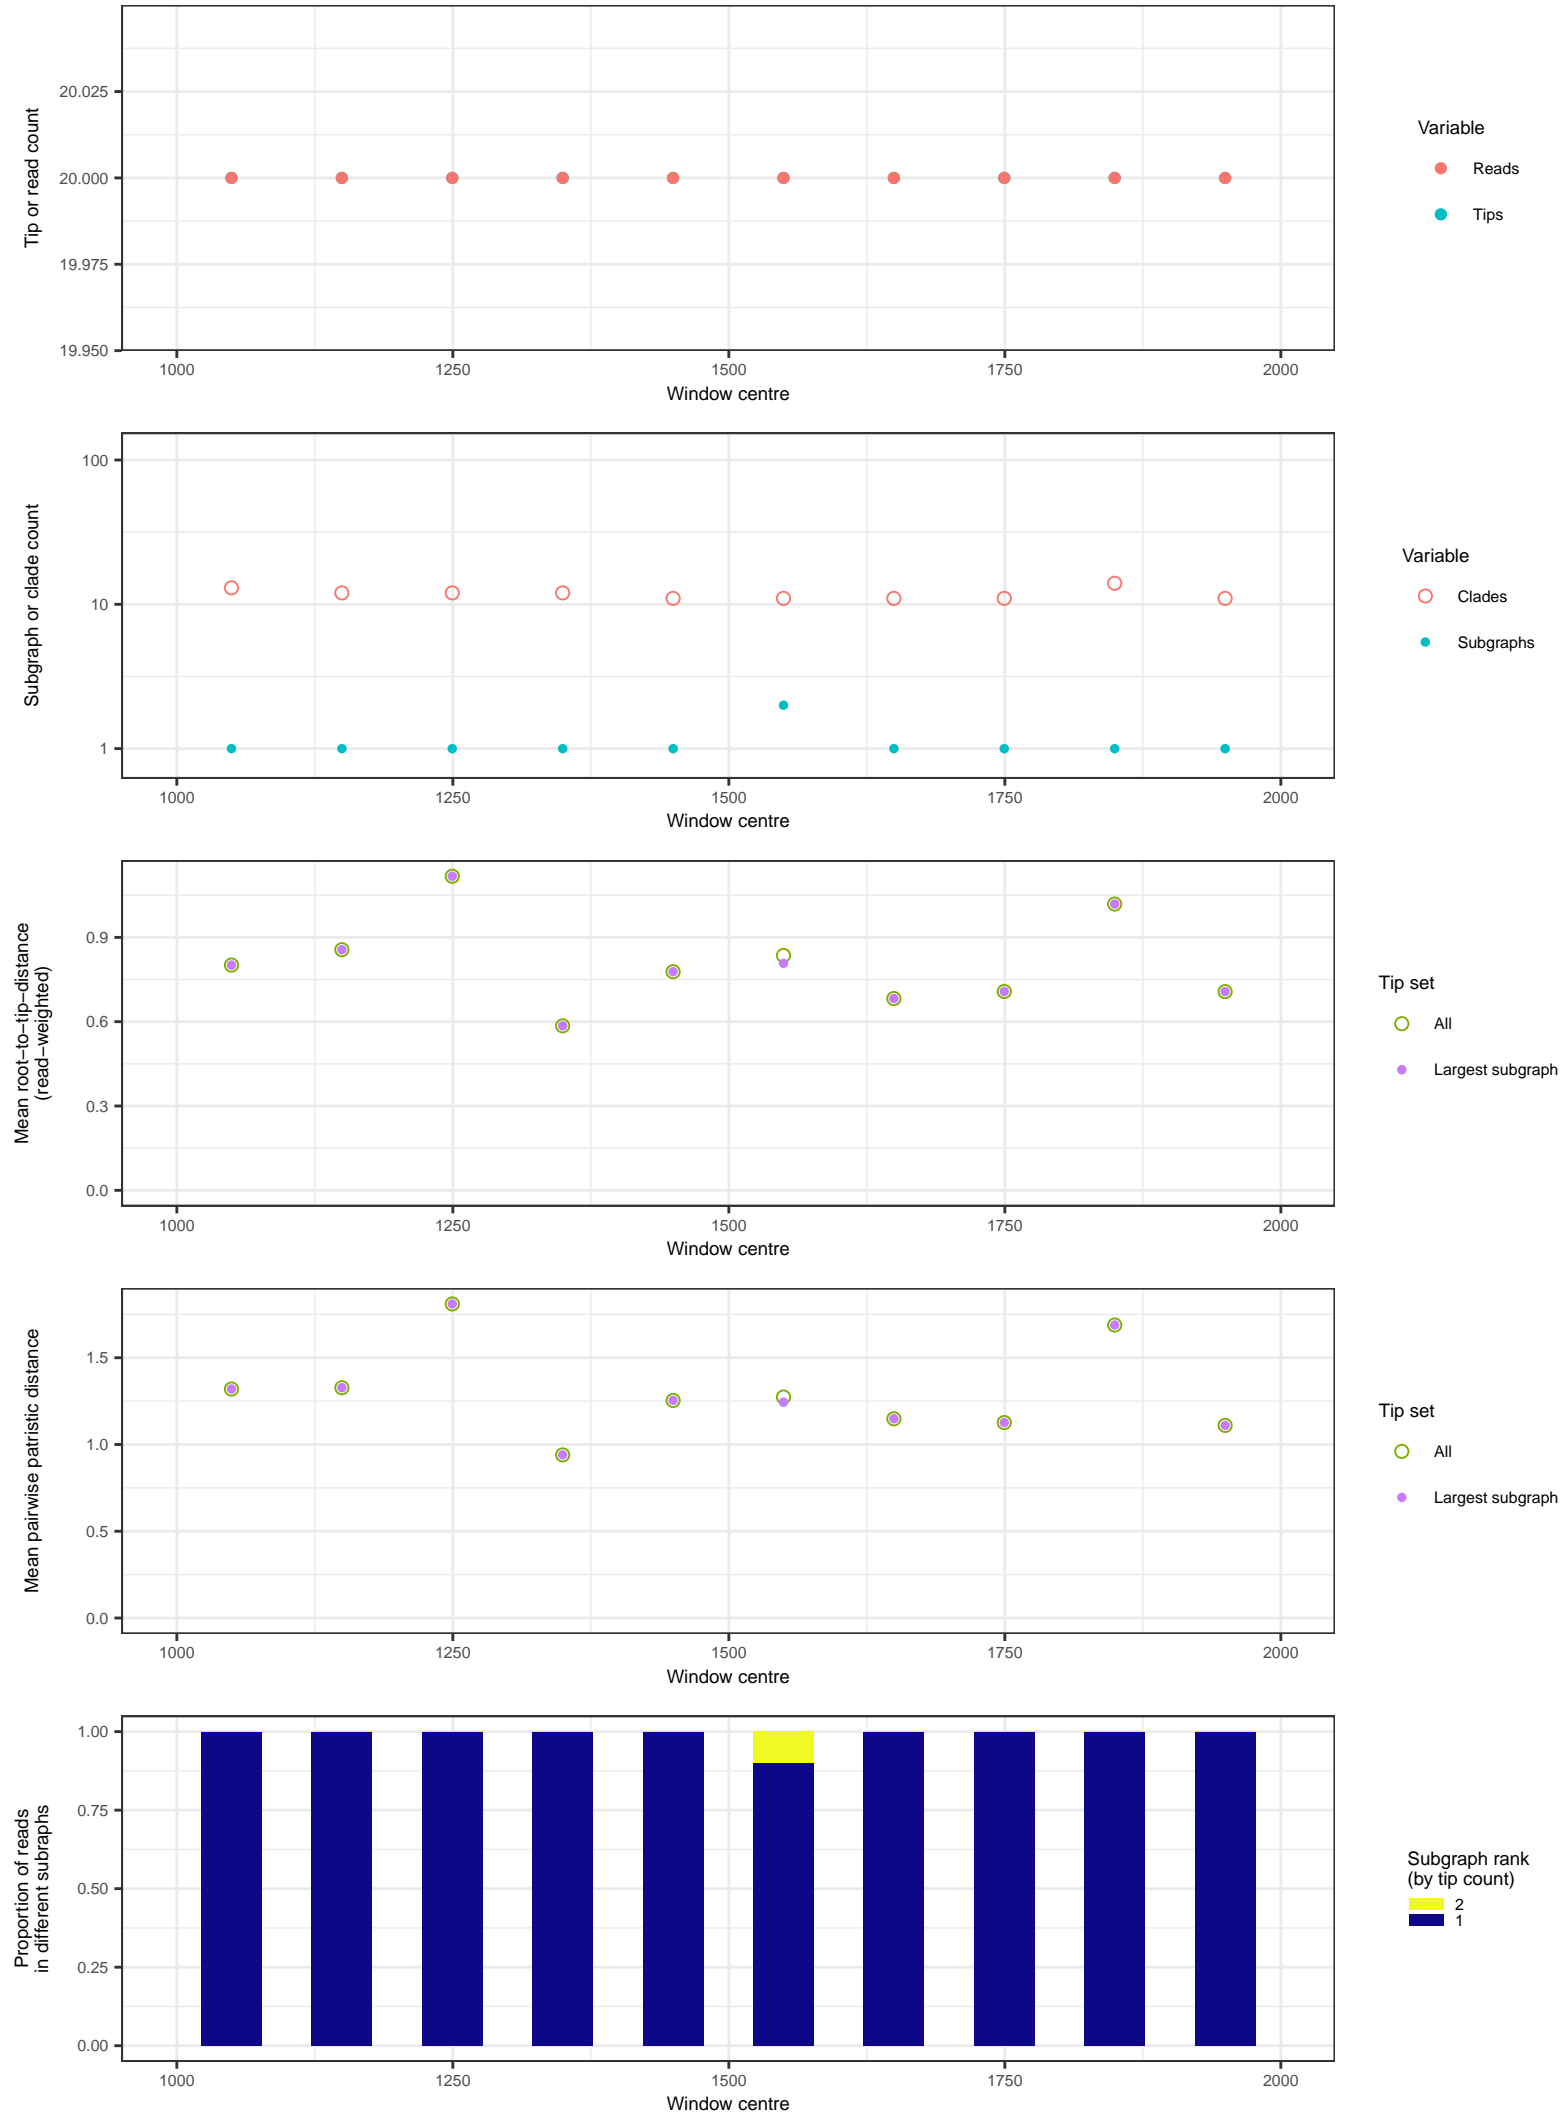 Tip or read count
20.025
20.000
19.975
19.950
1000 1250 1500 1750 2000
Window centre
Variable
Reads
Tips
Subgraph or clade count
100
10
1
1000 1250 1500 1750 2000
Window centre
Variable
Clades
Subgraphs
Mean root−to−tip−distance
(read−weighted)
0.9
0.6
0.3
0.0
1000 1250 1500 1750 2000
Window centre
Tip set
All
Largest subgraph
Mean pairwise patristic distance
1.5
1.0
0.5
0.0
1000 1250 1500 1750 2000
Window centre
Tip set
All
Largest subgraph
Proportion of reads
in different subraphs
1.00
0.75
0.50
0.25
0.00
1000 1250 1500 1750 2000
Window centre
Subgraph rank
(by tip count)
2
1